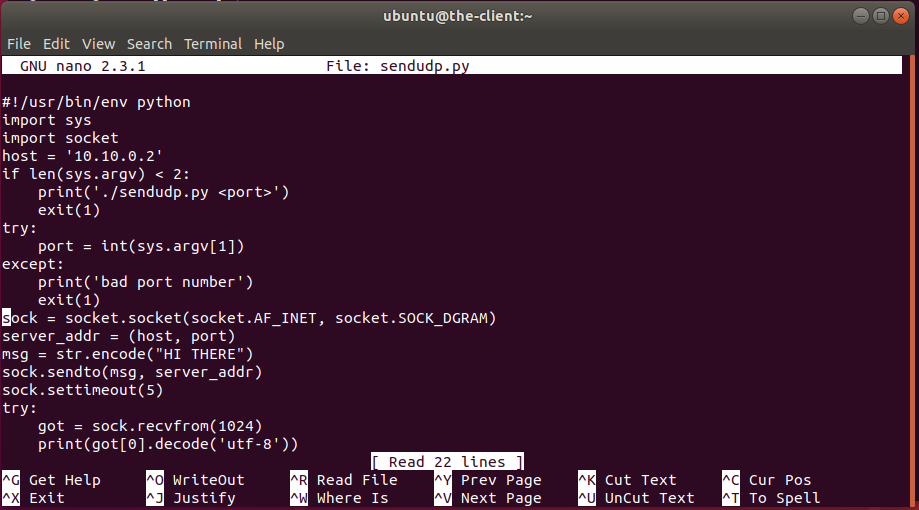 ubuntu@the-client:~
File Edit View Search Terminal Help
GNU nano 2.3.1 File: sendudp.py
#!/usr/bin/env python
import sys
import socket
host = '10.10.0.2'
if len(sys.argv) < 2:
    print('./sendudp.py <port>')
    exit(1)
try:
    port = int(sys.argv[1])
except:
    print('bad port number')
    exit(1)
sock = socket.socket(socket.AF_INET, socket.SOCK_DGRAM)
server_addr = (host, port)
msg = str.encode("HI THERE")
sock.sendto(msg, server_addr)
sock.settimeout(5)
try:
    got = sock.recvfrom(1024)
    print(got[0].decode('utf-8'))
[ Read 22 lines ]
^G Get Help ^O WriteOut ^R Read File ^Y Prev Page ^K Cut Text ^C Cur Pos
^X Exit ^J Justify ^W Where Is ^V Next Page ^U UnCut Text ^T To Spell